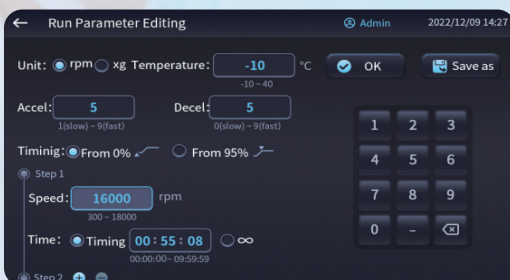 ← Run Parameter Editing Admin 2022/12/09 14:27
Unit: rpm xg Temperature: -10 °C OK Save as
-10 ~ 40
Accel: 5 Decel: 5
1(slow) ~ 9(fast) 0(slow) ~ 9(fast)
1 2 3
Timinig: From 0% From 95%
4 5 6
Step 1
Speed: 16000 rpm
7 8 9
300 ~ 18000
0 -
Time: Timing 00 : 55 : 08 ∞
00:00:00~ 09:59:59
Step 2